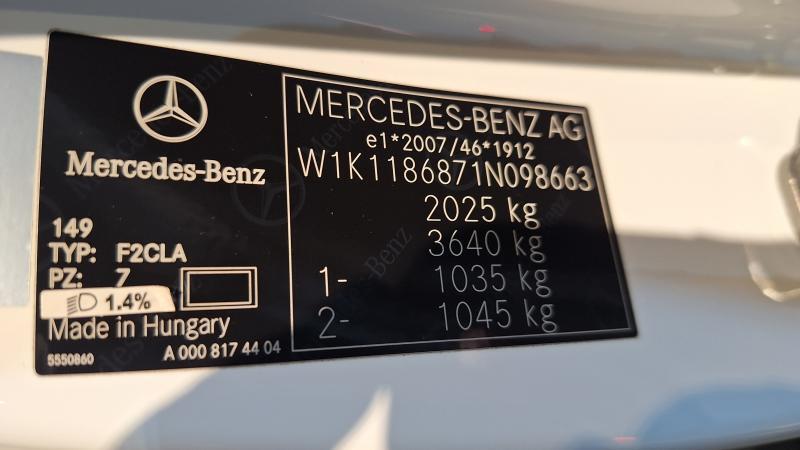 Mercedes-Benz
149
TYP: F2CLA
PZ: 7
1.4%
Made in Hungary
5550860
A 000 817 44 04
MERCEDES-BENZ AG
e1*2007/46*1912
W1K1186871N098663
2025 kg
3640 kg
1- 1035 kg
2- 1045 kg